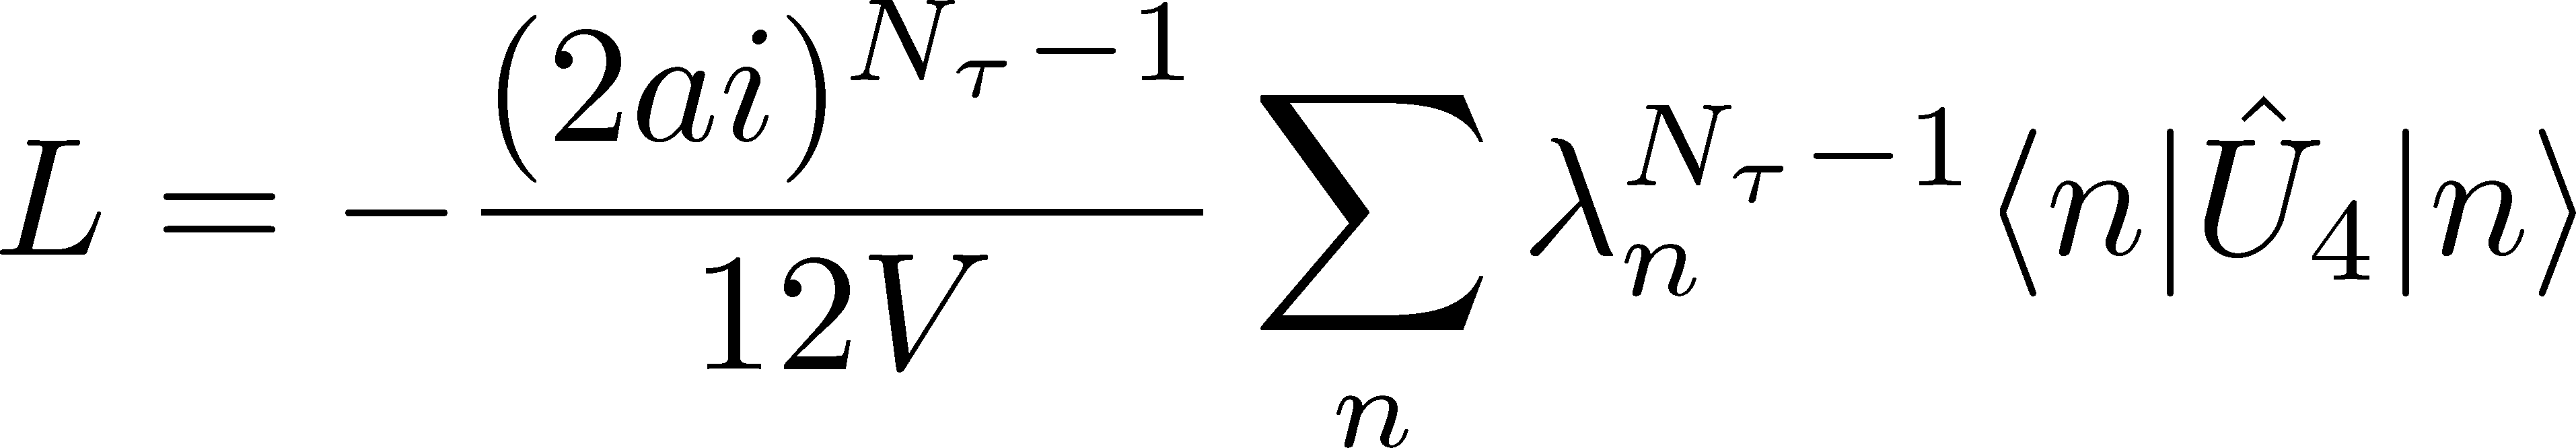 L = -\frac{(2ai)^{N_\tau - 1}}{12V} \sum_n \lambda_n^{N_\tau - 1} \langle n | \hat{U}_4 | n \rangle